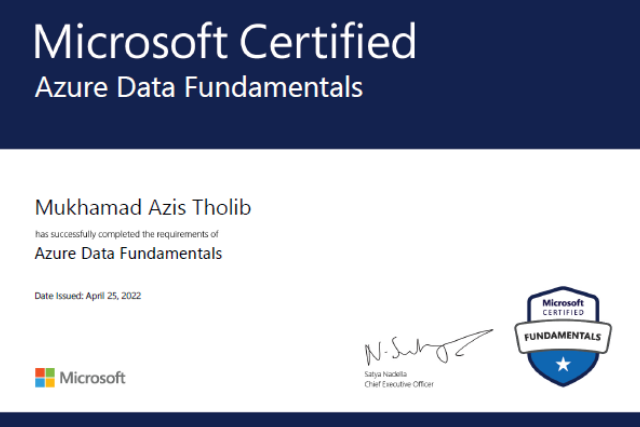 Microsoft Certified
Azure Data Fundamentals
Mukhamad Azis Tholib
has successfully completed the requirements of
Azure Data Fundamentals
Date Issued: April 25, 2022
Microsoft
CERTIFIED
FUNDAMENTALS
Satya Nadella
Chief Executive Officer
Microsoft